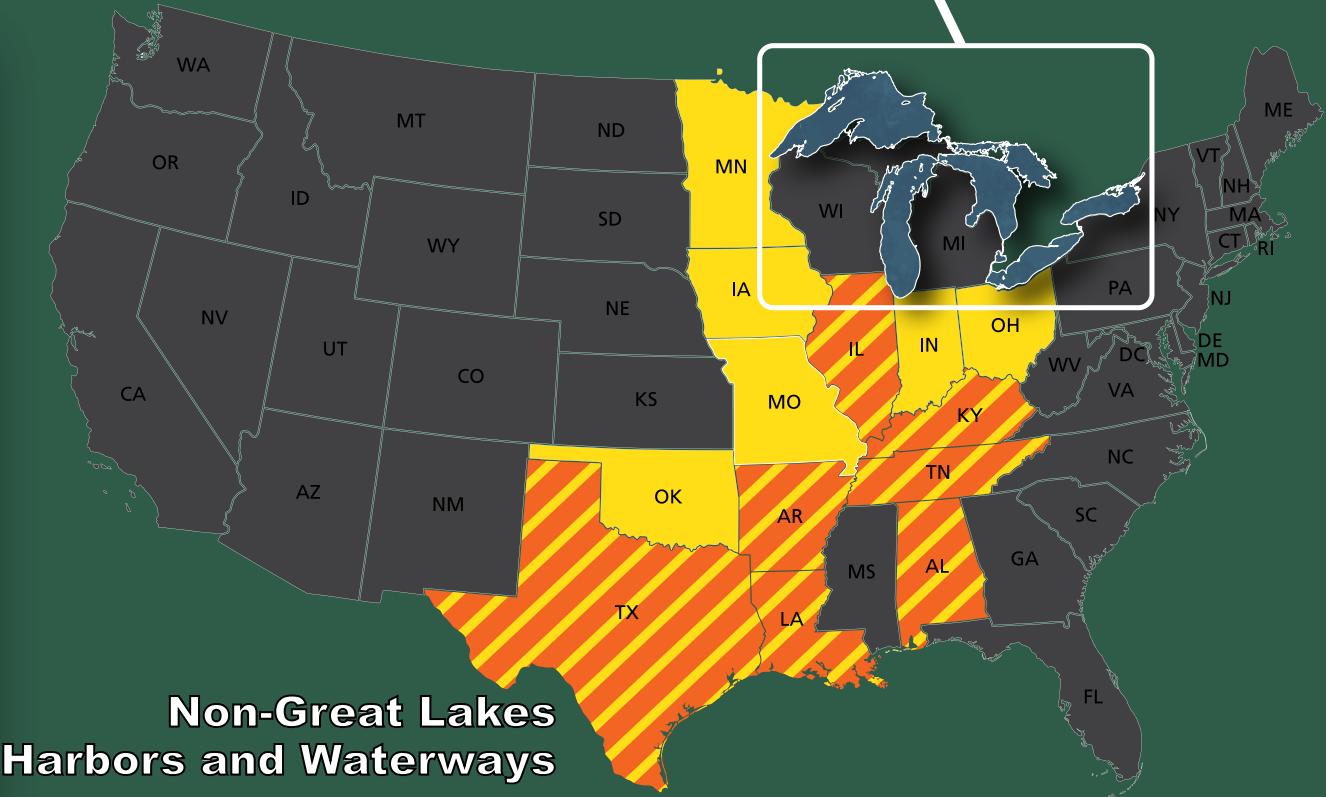 WA
MT
ND
MN
ME
OR
ID
SD
WI
MI
VT
NH
NY
MA
CT
RI
WY
IA
PA
NJ
NV
NE
UT
CO
IL
IN
OH
DE
MD
DC
WV
VA
CA
KS
MO
KY
NC
TN
AZ
NM
OK
AR
SC
MS
AL
GA
TX
LA
FL
Non-Great Lakes
Harbors and Waterways